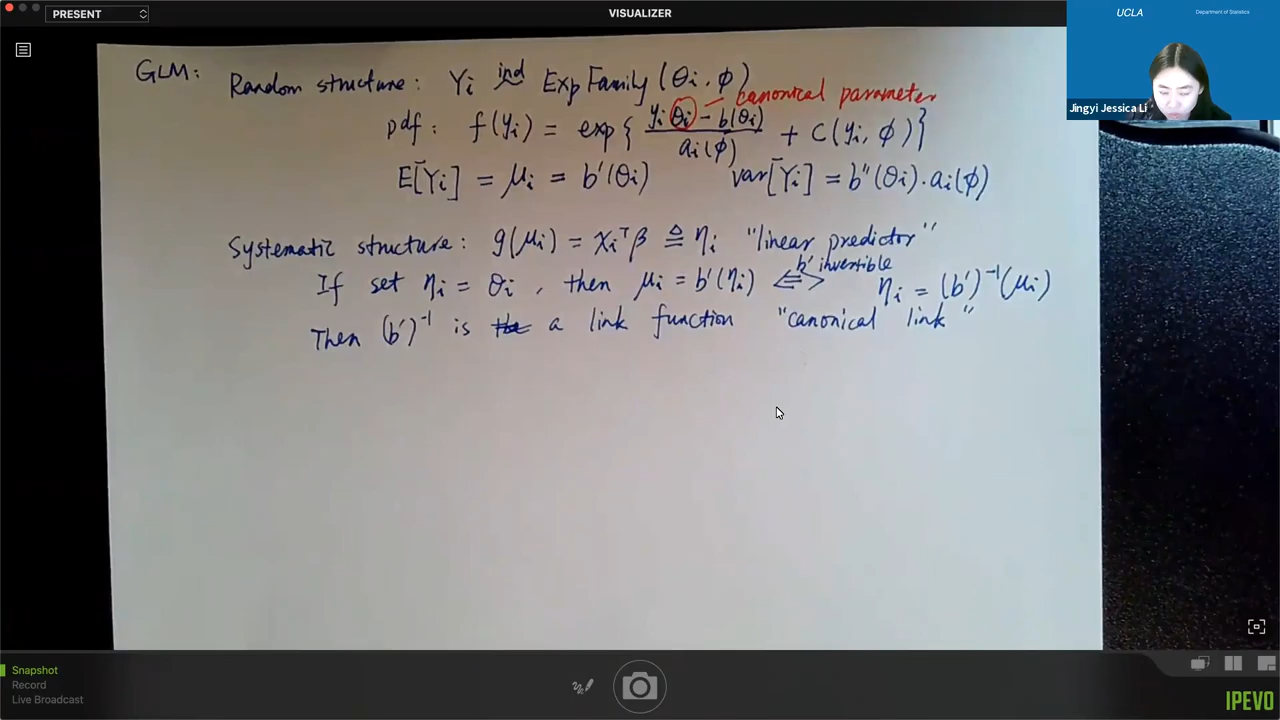 PRESENT
VISUALIZER
UCLA
Department of Statistics
Jingyi Jessica Li
GLM:
Random structure: Yi ind~ Exp Family (θi, ϕ)
canonical parameter
pdf: f(yi) = exp{ (yi θi - b(θi)) / ai(ϕ) + C(yi, ϕ) }
E[Yi] = μi = b'(θi) var[Yi] = b''(θi)·ai(ϕ)
Systematic structure: g(μi) = xiᵀβ ≜ ηi "linear predictor"
b' invertible
If set ηi = θi, then μi = b'(ηi) <=> ηi = (b')⁻¹(μi)
Then (b')⁻¹ is the a link function "canonical link"
Snapshot
Record
Live Broadcast
IPEVO